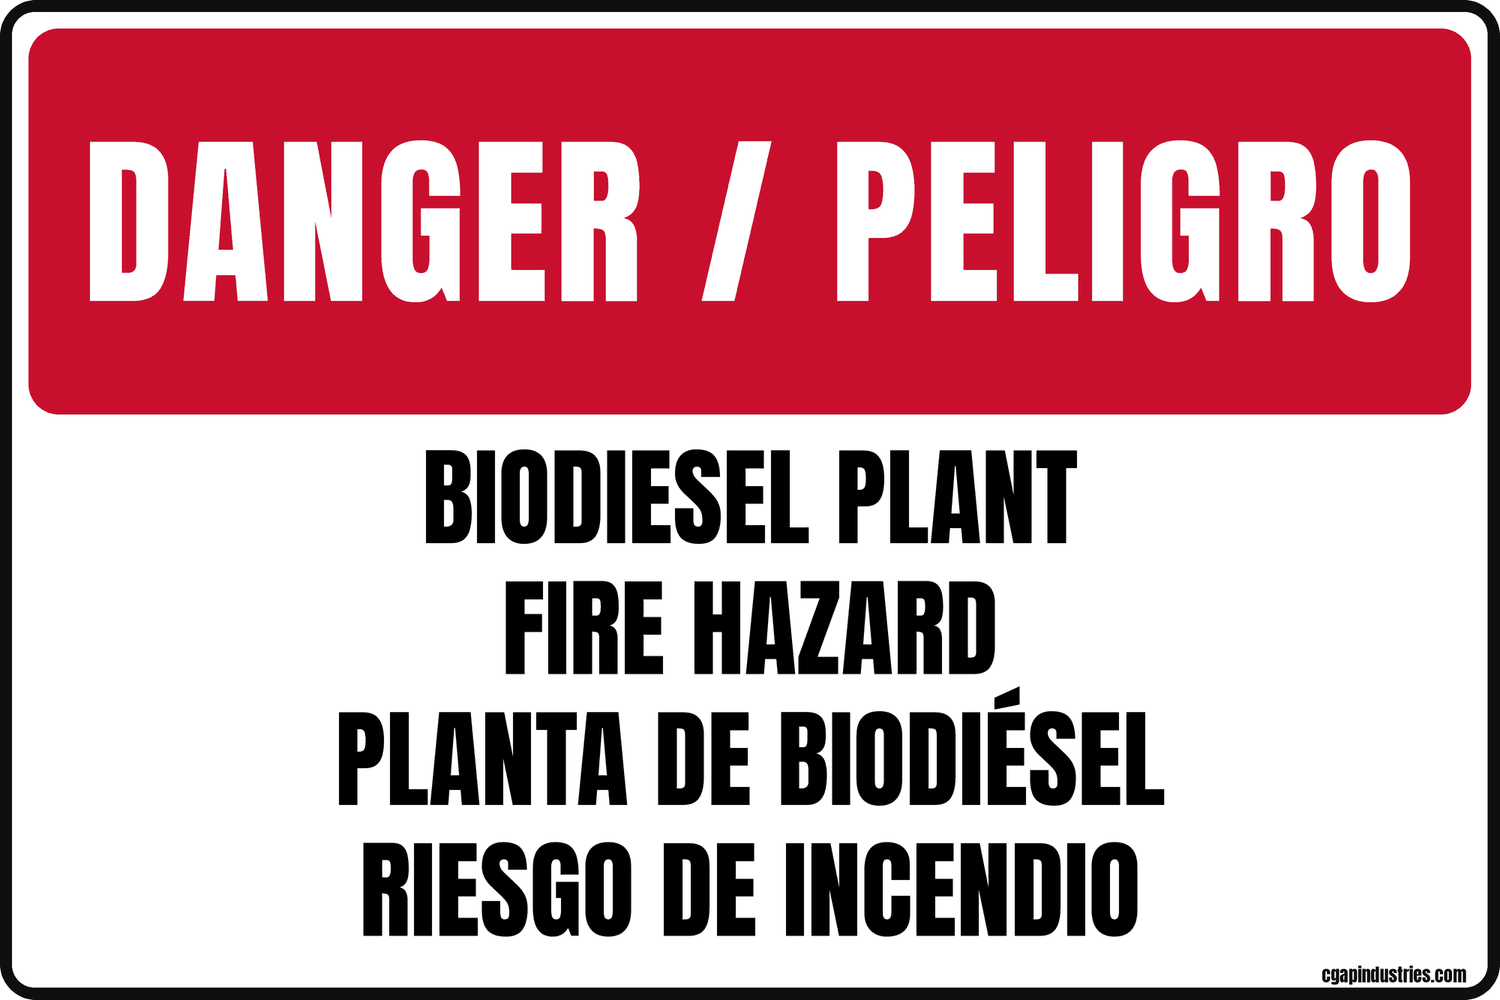 DANGER / PELIGRO
BIODIESEL PLANT
FIRE HAZARD
PLANTA DE BIODIÉSEL
RIESGO DE INCENDIO
cgapindustries.com